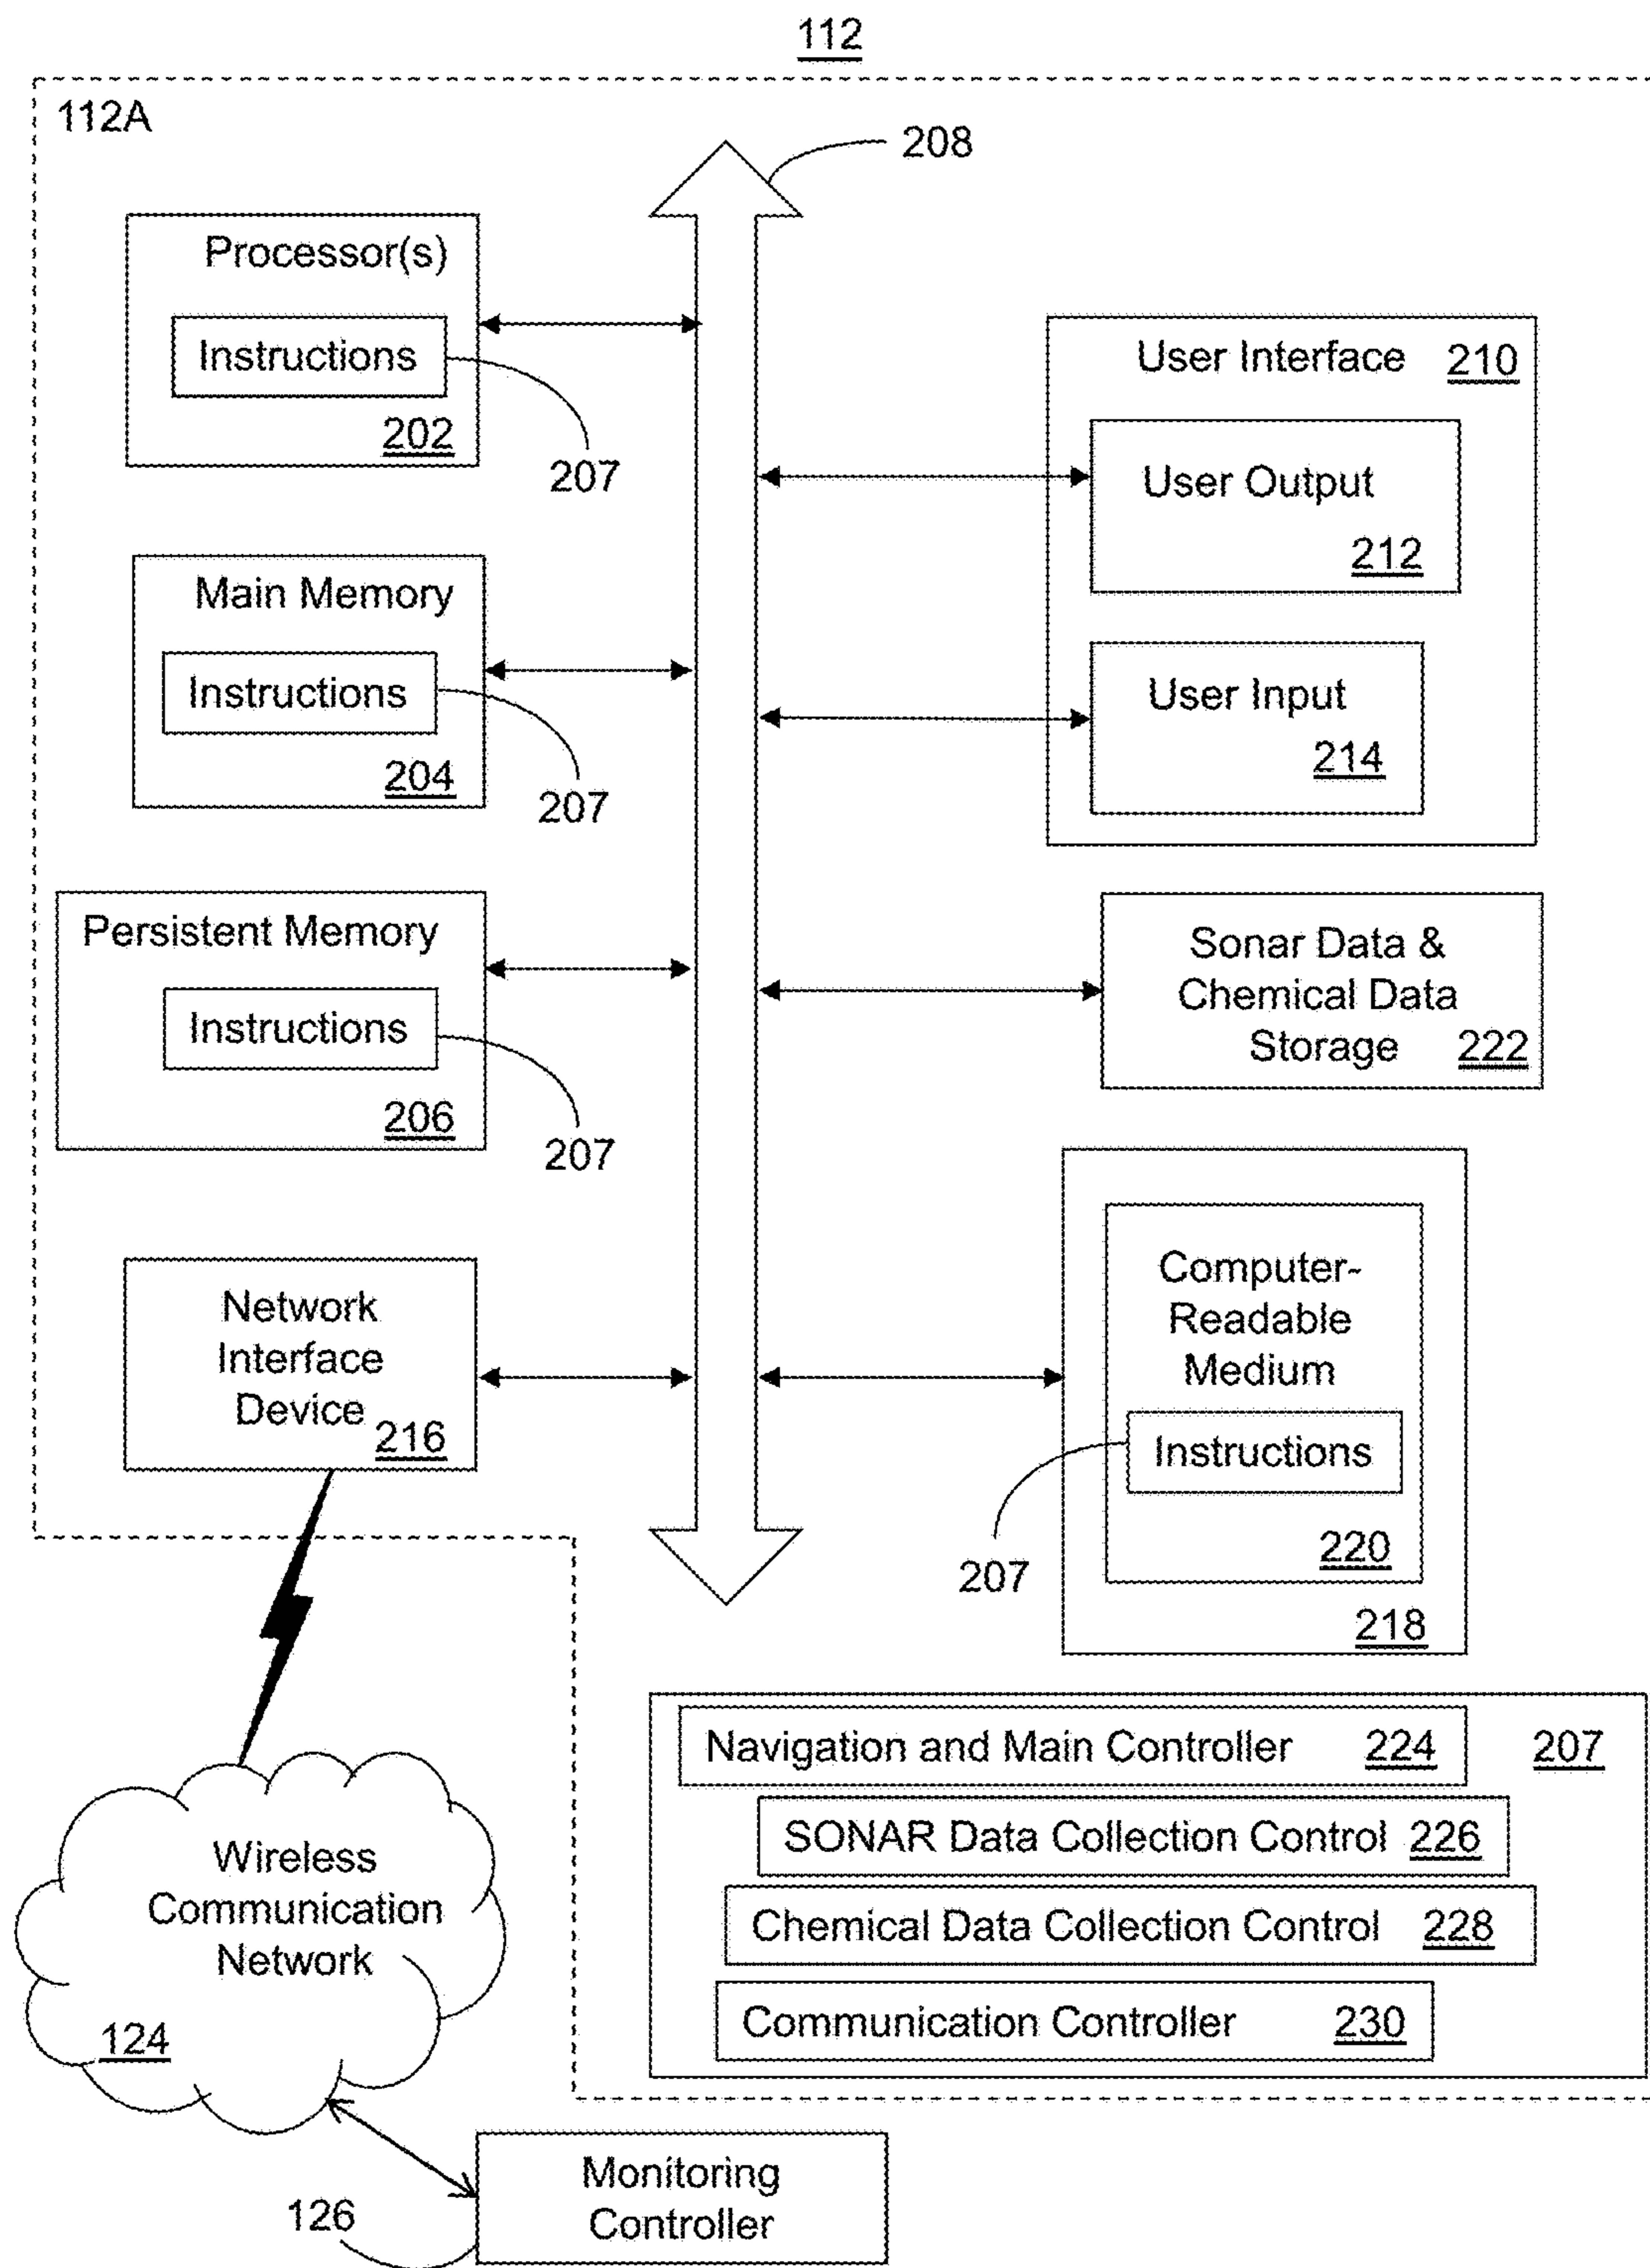 112
112A
208
Processor(s)
Instructions
202
207
User Interface 210
User Output
212
Main Memory
Instructions
204
207
User Input
214
Persistent Memory
Instructions
206
207
Sonar Data &
Chemical Data
Storage 222
Network
Interface
Device
216
Computer-
Readable
Medium
Instructions
207
220
218
Navigation and Main Controller 224
207
SONAR Data Collection Control 226
Chemical Data Collection Control 228
Communication Controller 230
Wireless
Communication
Network
124
126
Monitoring
Controller